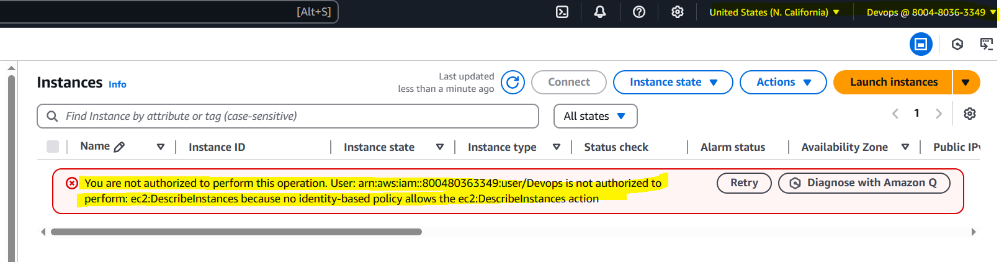 [Alt+S]
United States (N. California)
Devops @ 8004-8036-3349
Instances Info
Last updated
less than a minute ago
Connect
Instance state
Actions
Launch instances
Find Instance by attribute or tag (case-sensitive)
All states
1
Name
Instance ID
Instance state
Instance type
Status check
Alarm status
Availability Zone
Public IPv
You are not authorized to perform this operation. User: arn:aws:iam::800480363349:user/Devops is not authorized to
perform: ec2:DescribeInstances because no identity-based policy allows the ec2:DescribeInstances action
Retry
Diagnose with Amazon Q